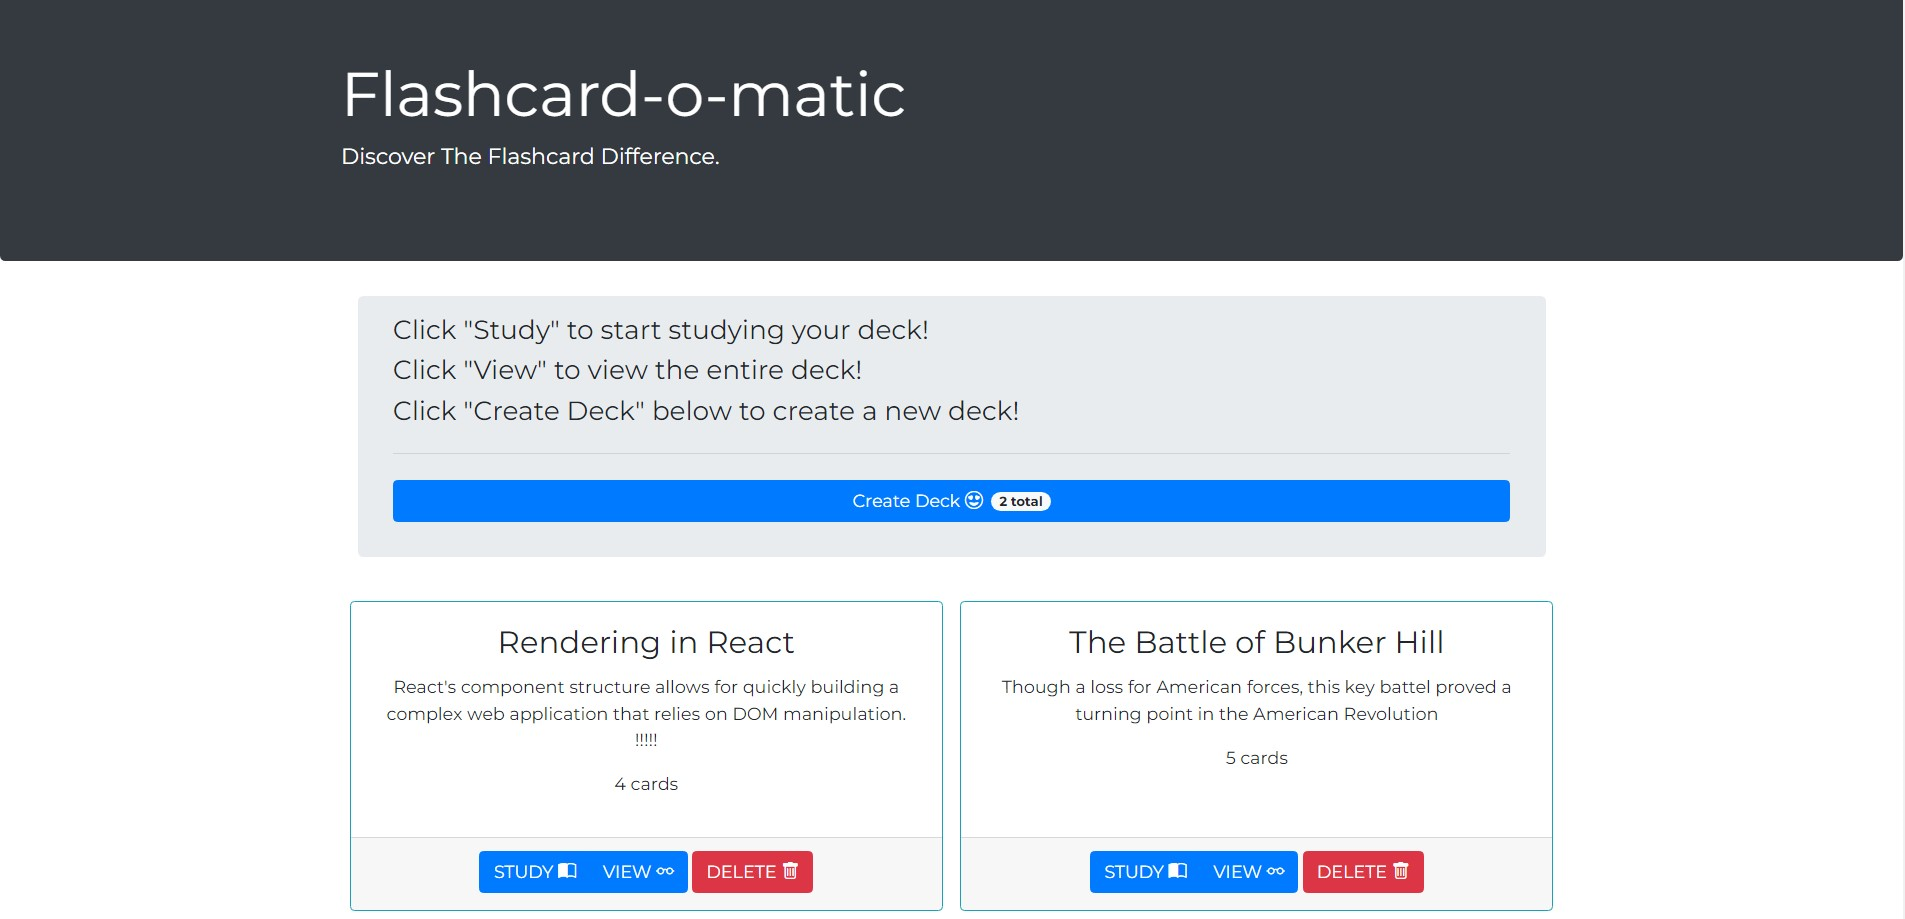 Flashcard-o-matic
Discover The Flashcard Difference.
Click "Study" to start studying your deck!
Click "View" to view the entire deck!
Click "Create Deck" below to create a new deck!
Create Deck 2 total
Rendering in React
React's component structure allows for quickly building a
complex web application that relies on DOM manipulation.
!!!!!
4 cards
STUDY VIEW DELETE
The Battle of Bunker Hill
Though a loss for American forces, this key battel proved a
turning point in the American Revolution
5 cards
STUDY VIEW DELETE